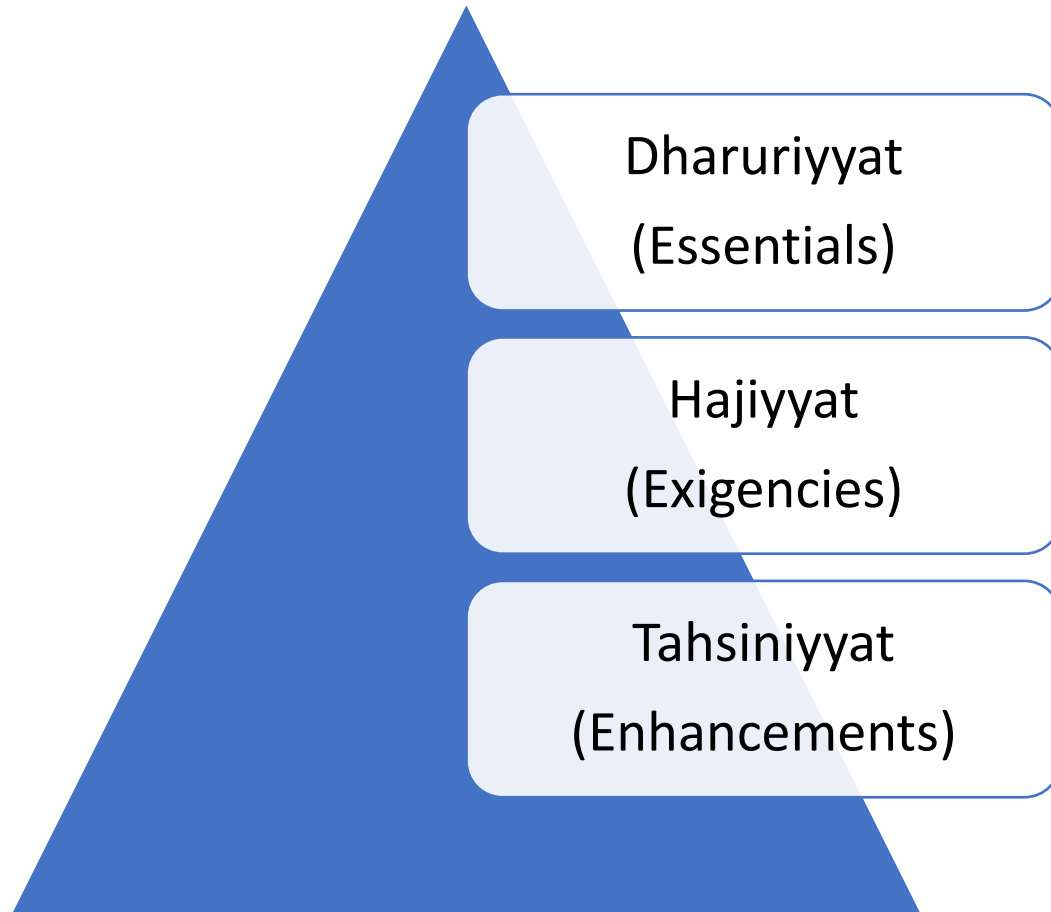 Dharuriyyat
(Essentials)
Hajiyyat
(Exigencies)
Tahsiniyyat
(Enhancements)